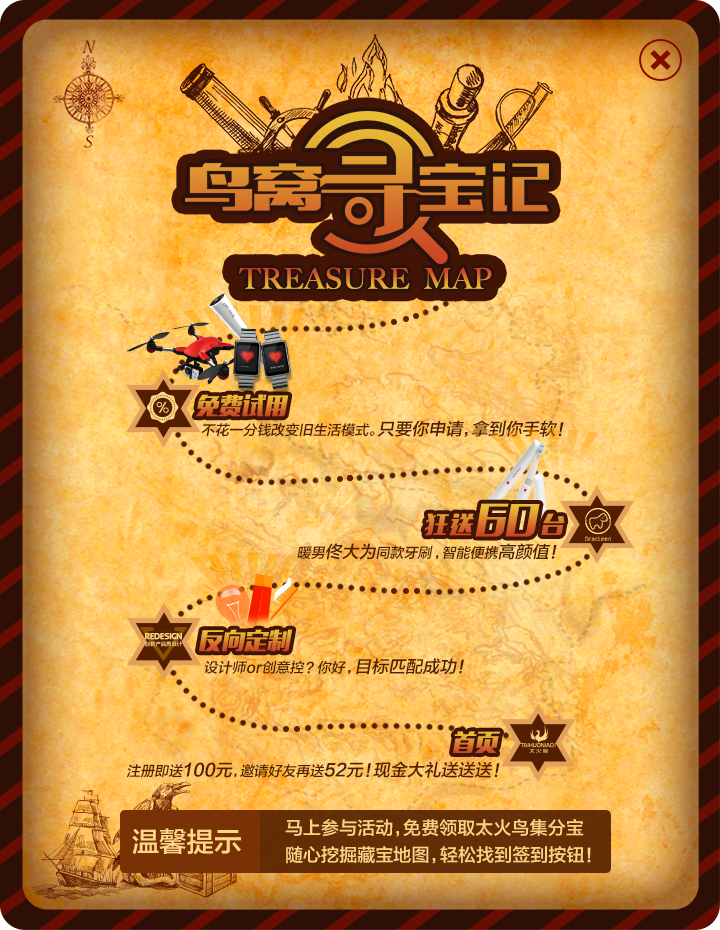 N
S
鸟窝寻宝记
TREASURE MAP
%
免费试用
不花一分钱改变旧生活模式。只要你申请，拿到你手软！
狂送60台
暖男佟大为同款牙刷，智能便携高颜值！
REDESIGN
反向定制
设计师or创意控？你好，目标匹配成功！
首页
TAIHUONIAO
太火鸟
注册即送100元，邀请好友再送52元！现金大礼送送送！
温馨提示
马上参与活动，免费领取太火鸟集分宝
随心挖掘藏宝地图，轻松找到签到按钮！